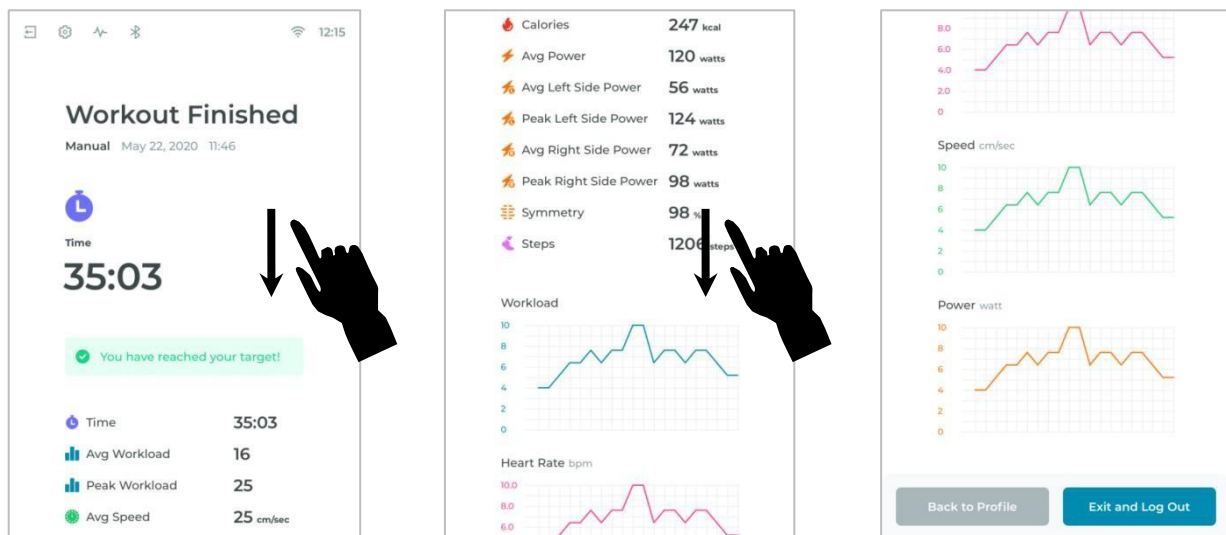 12:15
Workout Finished
Manual May 22, 2020 11:46
Time
35:03
You have reached your target!
Time 35:03
Avg Workload 16
Peak Workload 25
Avg Speed 25 cm/sec
Calories 247 kcal
Avg Power 120 watts
Avg Left Side Power 56 watts
Peak Left Side Power 124 watts
Avg Right Side Power 72 watts
Peak Right Side Power 98 watts
Symmetry 98 %
Steps 1206 steps
Workload
10
8
6
4
2
0
Heart Rate bpm
10.0
8.0
6.0
8.0
6.0
4.0
2.0
0
Speed cm/sec
10
8
6
4
2
0
Power watt
10
8
6
4
2
0
Back to Profile Exit and Log Out